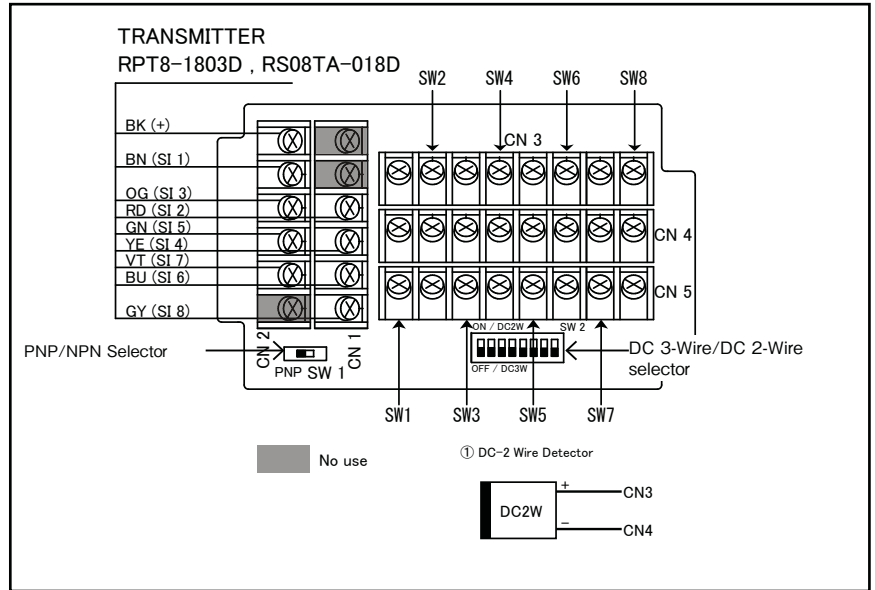 TRANSMITTER
RPT8-1803D , RS08TA-018D
SW2 SW4 SW6 SW8
BK (+)
BN (SI 1)
OG (SI 3)
RD (SI 2)
GN (SI 5)
YE (SI 4)
VT (SI 7)
BU (SI 6)
GY (SI 8)
CN 3
CN 4
CN 5
CN 2
CN 1
PNP/NPN Selector
PNP SW 1
ON / DC2W SW 2
OFF / DC3W
DC 3-Wire/DC 2-Wire
selector
SW1 SW3 SW5 SW7
No use
① DC-2 Wire Detector
DC2W
+ CN3
- CN4